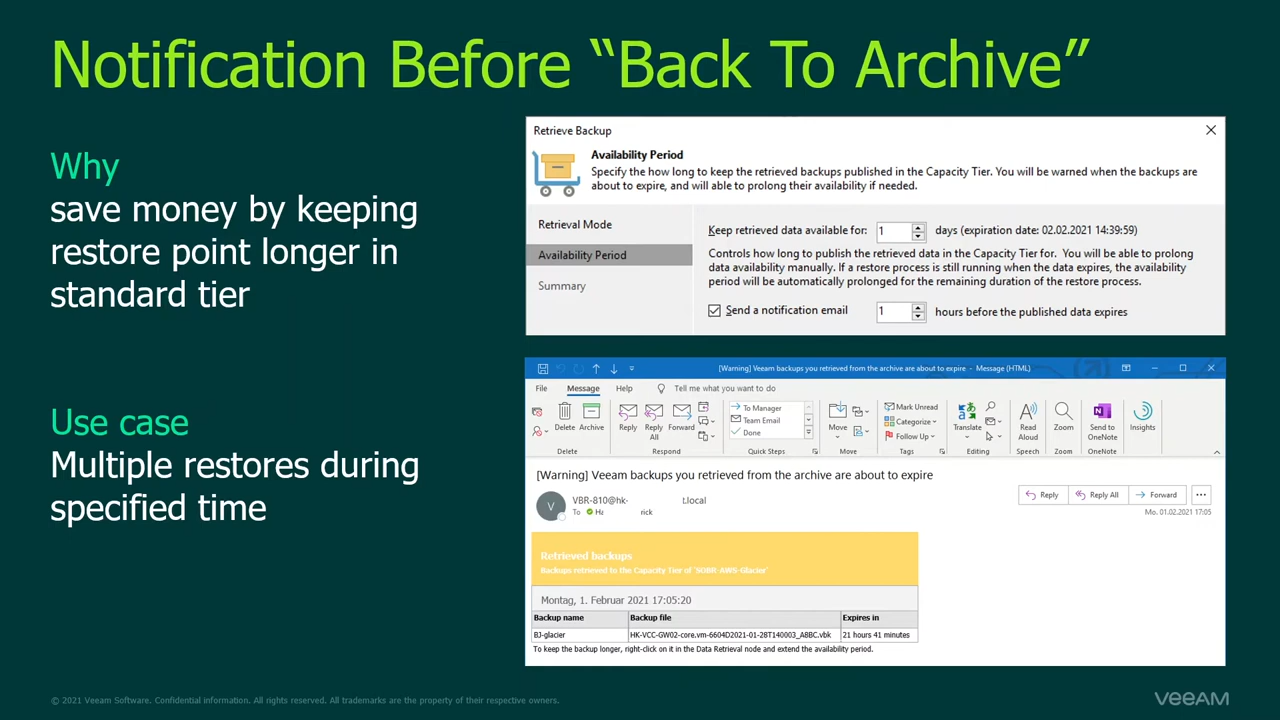 Notification Before “Back To Archive”
Why
save money by keeping
restore point longer in
standard tier
Use case
Multiple restores during
specified time
Retrieve Backup
Availability Period
Specify the how long to keep the retrieved backups published in the Capacity Tier. You will be warned when the backups are
about to expire, and will able to prolong their availability if needed.
Retrieval Mode
Availability Period
Summary
Keep retrieved data available for: 1 days (expiration date: 02.02.2021 14:39:59)
Controls how long to publish the retrieved data in the Capacity Tier for. You will be able to prolong
data availability manually. If a restore process is still running when the data expires, the availability
period will be automatically prolonged for the remaining duration of the restore process.
Send a notification email 1 hours before the published data expires
[Warning] Veeam backups you retrieved from the archive are about to expire - Message (HTML)
File Message Help Tell me what you want to do
Delete Archive Reply Reply All Forward
To Manager
Team Email
Done
Move
Mark Unread
Categorize
Follow Up
Translate
Read Aloud
Zoom
Send to OneNote
Insights
Delete Respond Quick Steps Move Tags Editing Speech Zoom OneNote
[Warning] Veeam backups you retrieved from the archive are about to expire
V
VBR-810@hk- t.local
To Ha rick
Reply Reply All Forward
Mo. 01.02.2021 17:05
Retrieved backups
Backups retrieved to the Capacity Tier of 'SOBR-AWS-Glacier'
Montag, 1. Februar 2021 17:05:20
Backup name Backup file Expires in
BJ-glacier HK-VCC-GW02-core.vm-6604D2021-01-28T140003_A8BC.vbk 21 hours 41 minutes
To keep the backup longer, right-click on it in the Data Retrieval node and extend the availability period.
© 2021 Veeam Software. Confidential information. All rights reserved. All trademarks are the property of their respective owners.
veeAM